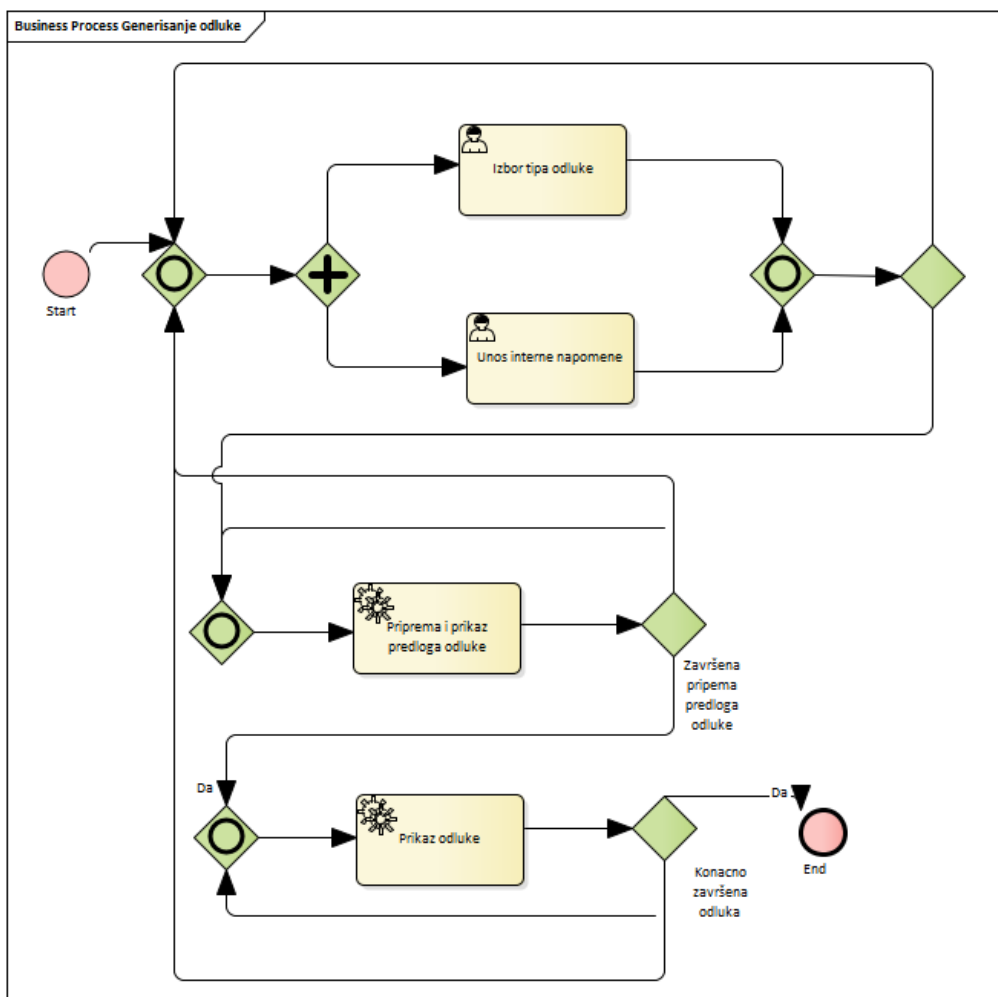 Business Process Generisanje odluke
Izbor tipa odluke
Start
Unos interne napomene
Priprema i prikaz
predloga odluke
Završena
pripema
predloga
odluke
Da
Prikaz odluke
Da
End
Konacno
završena
odluka